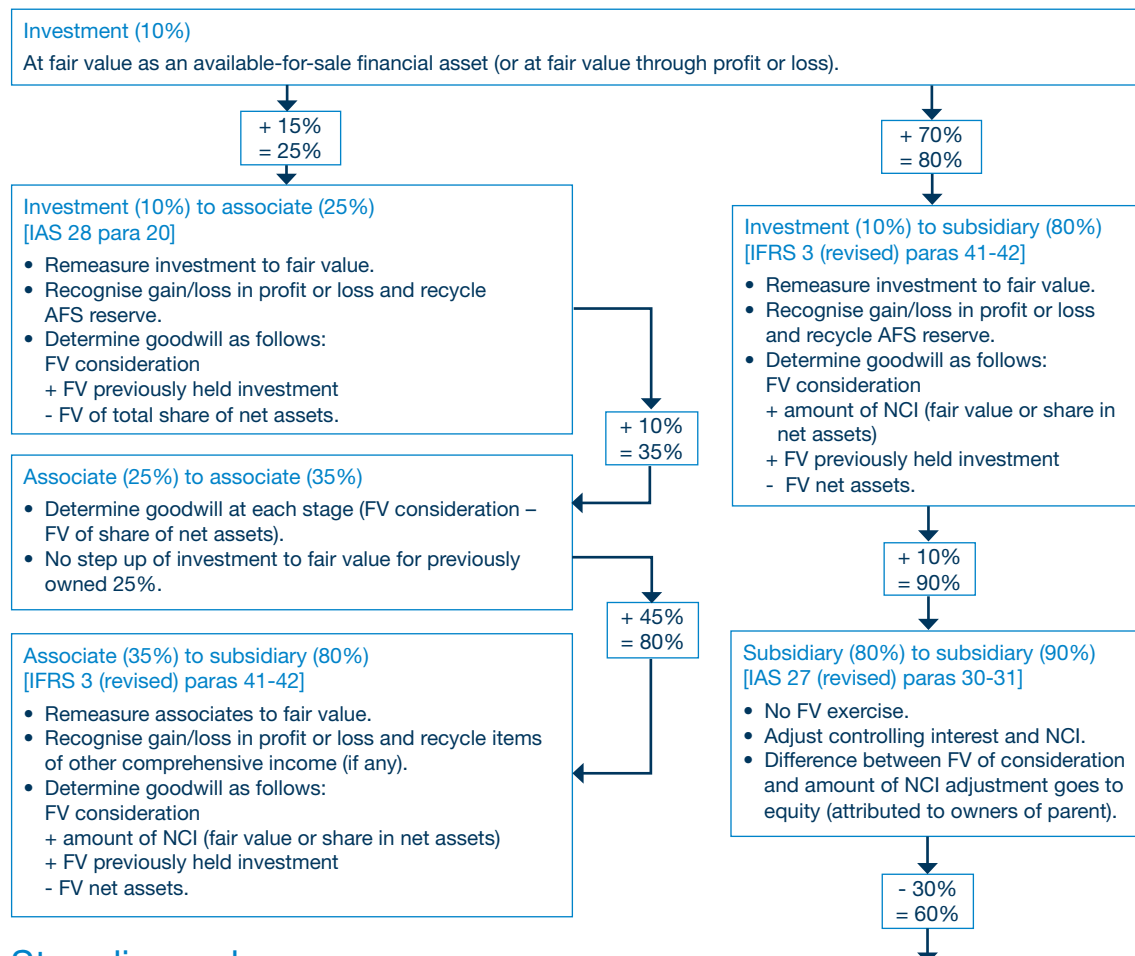 Investment (10%)
At fair value as an available-for-sale financial asset (or at fair value through profit or loss).
+ 15%
= 25%
+ 70%
= 80%
Investment (10%) to associate (25%)
[IAS 28 para 20]
• Remeasure investment to fair value.
• Recognise gain/loss in profit or loss and recycle
AFS reserve.
• Determine goodwill as follows:
FV consideration
+ FV previously held investment
- FV of total share of net assets.
Investment (10%) to subsidiary (80%)
[IFRS 3 (revised) paras 41-42]
• Remeasure investment to fair value.
• Recognise gain/loss in profit or loss
and recycle AFS reserve.
• Determine goodwill as follows:
FV consideration
+ amount of NCI (fair value or share in
net assets)
+ FV previously held investment
- FV net assets.
+ 10%
= 35%
Associate (25%) to associate (35%)
• Determine goodwill at each stage (FV consideration –
FV of share of net assets).
• No step up of investment to fair value for previously
owned 25%.
+ 10%
= 90%
+ 45%
= 80%
Associate (35%) to subsidiary (80%)
[IFRS 3 (revised) paras 41-42]
• Remeasure associates to fair value.
• Recognise gain/loss in profit or loss and recycle items
of other comprehensive income (if any).
• Determine goodwill as follows:
FV consideration
+ amount of NCI (fair value or share in net assets)
+ FV previously held investment
- FV net assets.
Subsidiary (80%) to subsidiary (90%)
[IAS 27 (revised) paras 30-31]
• No FV exercise.
• Adjust controlling interest and NCI.
• Difference between FV of consideration
and amount of NCI adjustment goes to
equity (attributed to owners of parent).
- 30%
= 60%